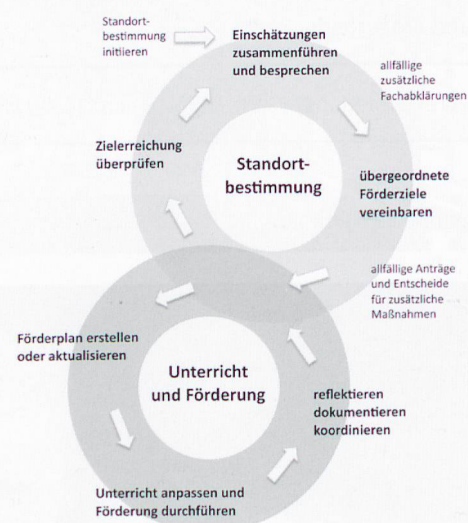 Standort-
bestimmung
initiieren
Einschätzungen
zusammenführen
und besprechen
allfällige
zusätzliche
Fachabklärungen
Zielerreichung
überprüfen
Standort-
bestimmung
übergeordnete
Förderziele
vereinbaren
allfällige Anträge
und Entscheide
für zusätzliche
Maßnahmen
Förderplan erstellen
oder aktualisieren
Unterricht
und Förderung
reflektieren
dokumentieren
koordinieren
Unterricht anpassen und
Förderung durchführen